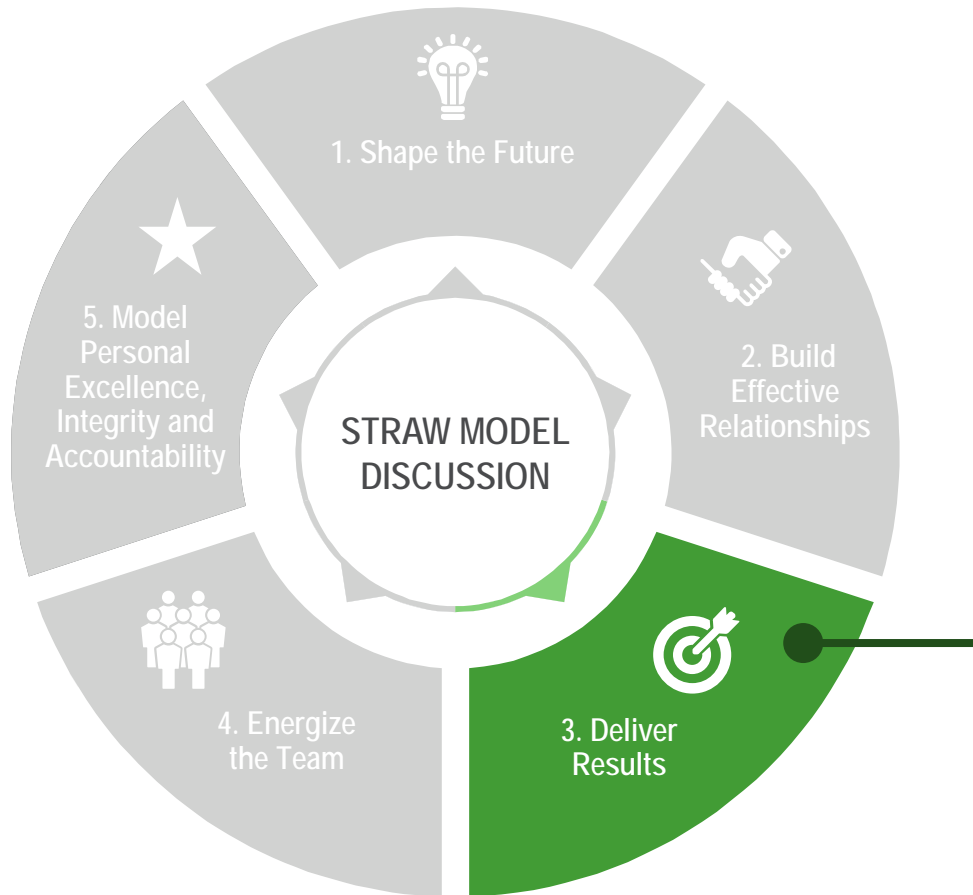 1. Shape the Future
2. Build
Effective
Relationships
3. Deliver
Results
4. Energize
the Team
5. Model
Personal
Excellence,
Integrity and
Accountability
STRAW MODEL
DISCUSSION